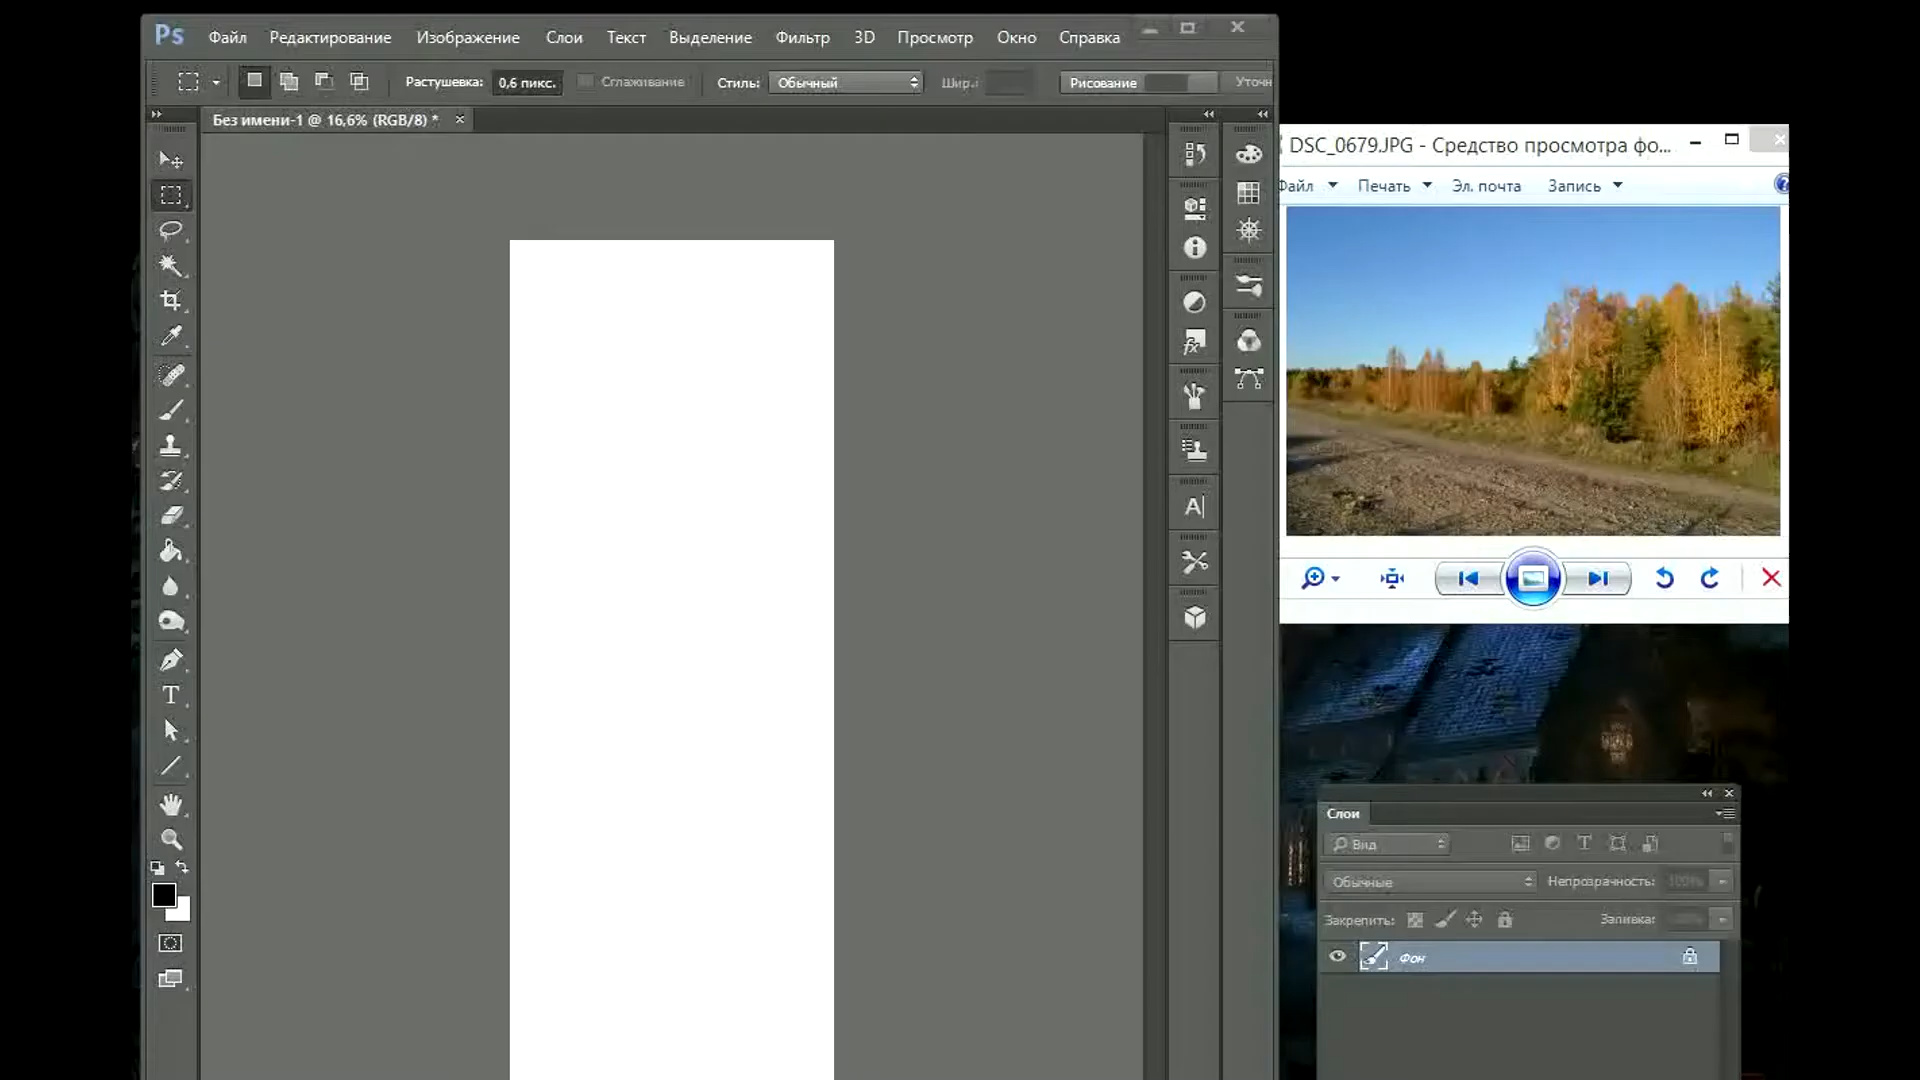 Ps Файл Редактирование Изображение Слои Текст Выделение Фильтр 3D Просмотр Окно Справка
Растушевка: 0,6 пикс. Сглаживание Стиль: Обычный Шир.: Рисование Уточн
Без имени-1 @ 16,6% (RGB/8) *
DSC_0679.JPG - Средство просмотра фо...
Файл Печать Эл. почта Запись
T
A
fx
Слои
Вид
Обычные Непрозрачность: 100%
Закрепить: Заливка:
Фон